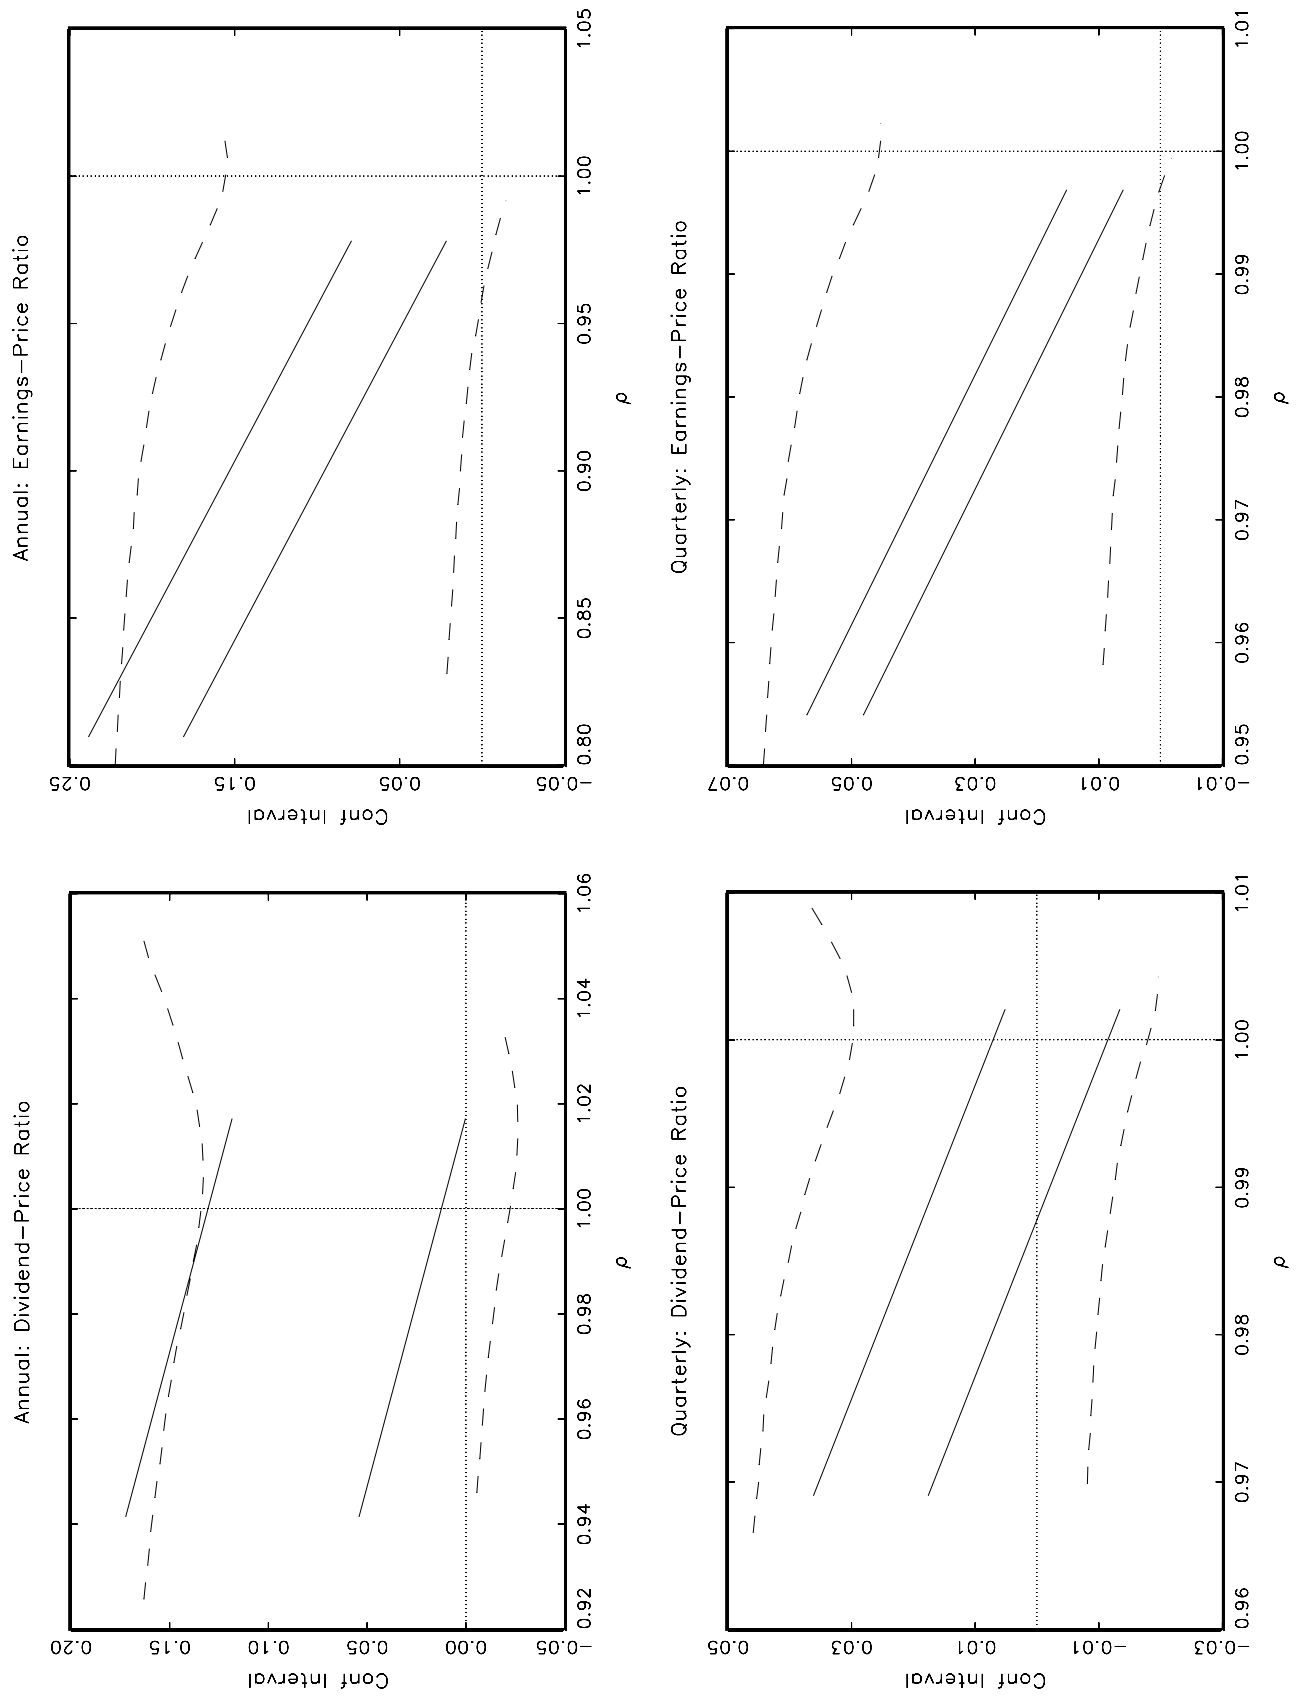 Annual: Dividend-Price Ratio
Conf Interval
0.20
0.15
0.10
0.05
0.00
-0.05
0.92 0.94 0.96 0.98 1.00 1.02 1.04 1.06
ρ
Annual: Earnings-Price Ratio
Conf Interval
0.25
0.15
0.05
-0.05
0.80 0.85 0.90 0.95 1.00 1.05
ρ
Quarterly: Dividend-Price Ratio
Conf Interval
0.05
0.03
0.01
-0.01
-0.03
0.96 0.97 0.98 0.99 1.00 1.01
ρ
Quarterly: Earnings-Price Ratio
Conf Interval
0.07
0.05
0.03
0.01
-0.01
0.95 0.96 0.97 0.98 0.99 1.00 1.01
ρ